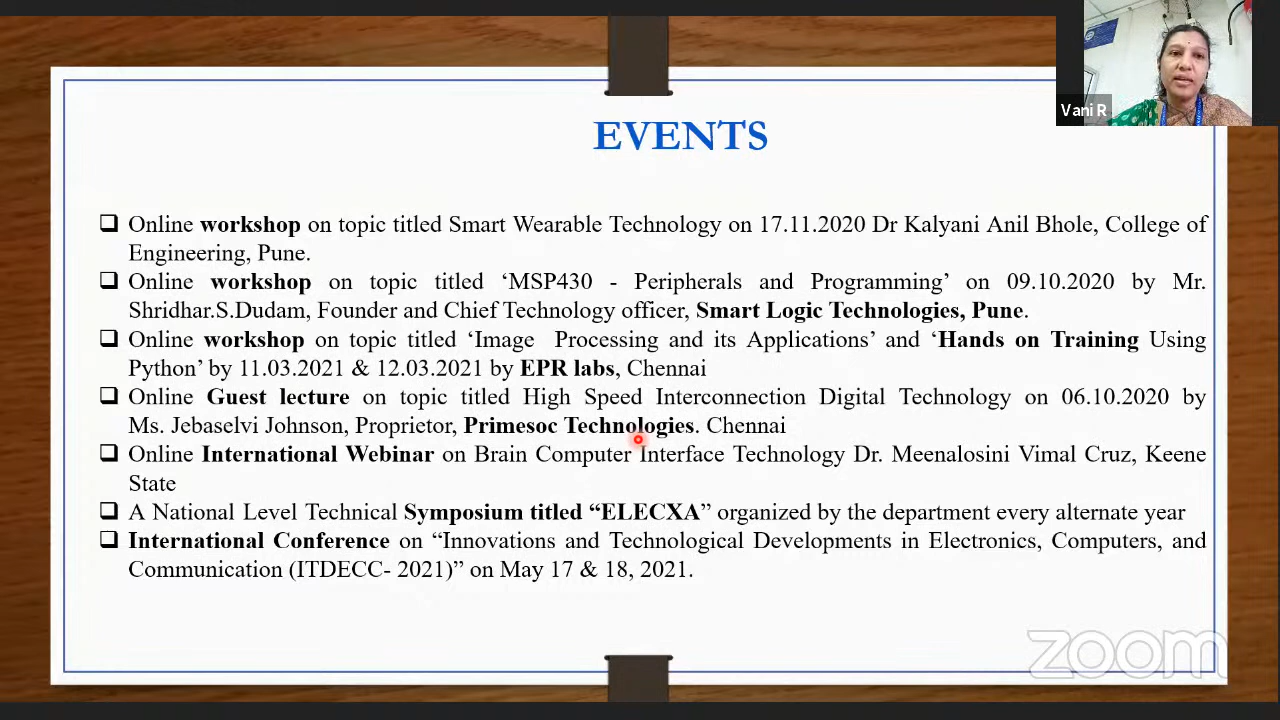 Vani R
EVENTS
Online workshop on topic titled Smart Wearable Technology on 17.11.2020 Dr Kalyani Anil Bhole, College of
Engineering, Pune.
Online workshop on topic titled ‘MSP430 - Peripherals and Programming’ on 09.10.2020 by Mr.
Shridhar.S.Dudam, Founder and Chief Technology officer, Smart Logic Technologies, Pune.
Online workshop on topic titled ‘Image Processing and its Applications’ and ‘Hands on Training Using
Python’ by 11.03.2021 & 12.03.2021 by EPR labs, Chennai
Online Guest lecture on topic titled High Speed Interconnection Digital Technology on 06.10.2020 by
Ms. Jebaselvi Johnson, Proprietor, Primesoc Technologies. Chennai
Online International Webinar on Brain Computer Interface Technology Dr. Meenalosini Vimal Cruz, Keene
State
A National Level Technical Symposium titled “ELECXA” organized by the department every alternate year
International Conference on “Innovations and Technological Developments in Electronics, Computers, and
Communication (ITDECC- 2021)” on May 17 & 18, 2021.
zoom